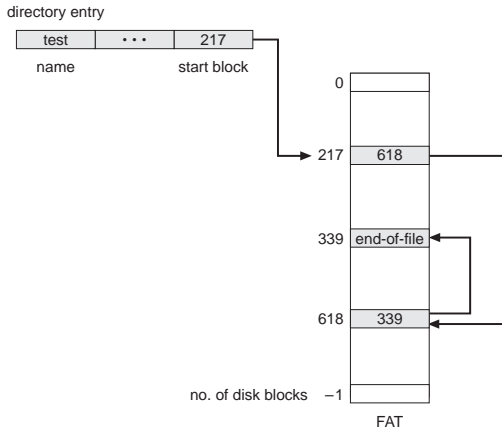 directory entry
test • • • 217
name start block
0
217 618
339 end-of-file
618 339
no. of disk blocks –1
FAT